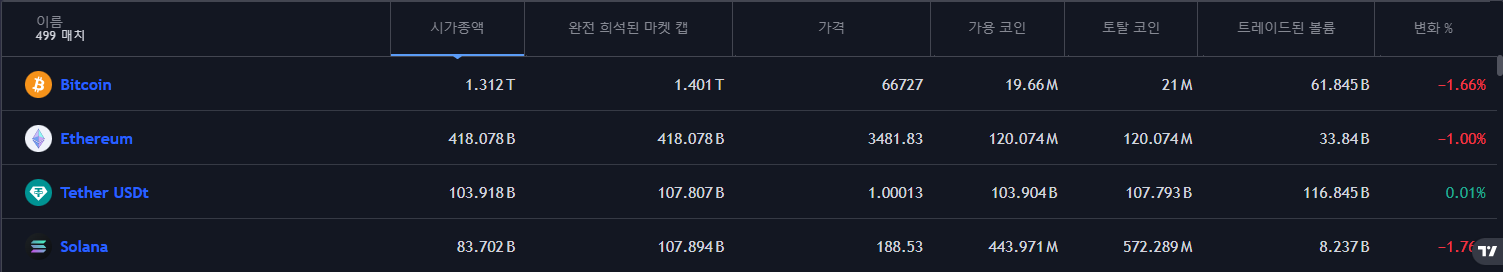 이름 시가종액 완전 희석된 마켓 캡 가격 가용 코인 토탈 코인 트레이드된 볼륨 변화 %
499 매치
Bitcoin 1.312 T 1.401 T 66727 19.66 M 21 M 61.845 B −1.66%
Ethereum 418.078 B 418.078 B 3481.83 120.074 M 120.074 M 33.84 B −1.00%
Tether USDt 103.918 B 107.807 B 1.00013 103.904 B 107.793 B 116.845 B 0.01%
Solana 83.702 B 107.894 B 188.53 443.971 M 572.289 M 8.237 B